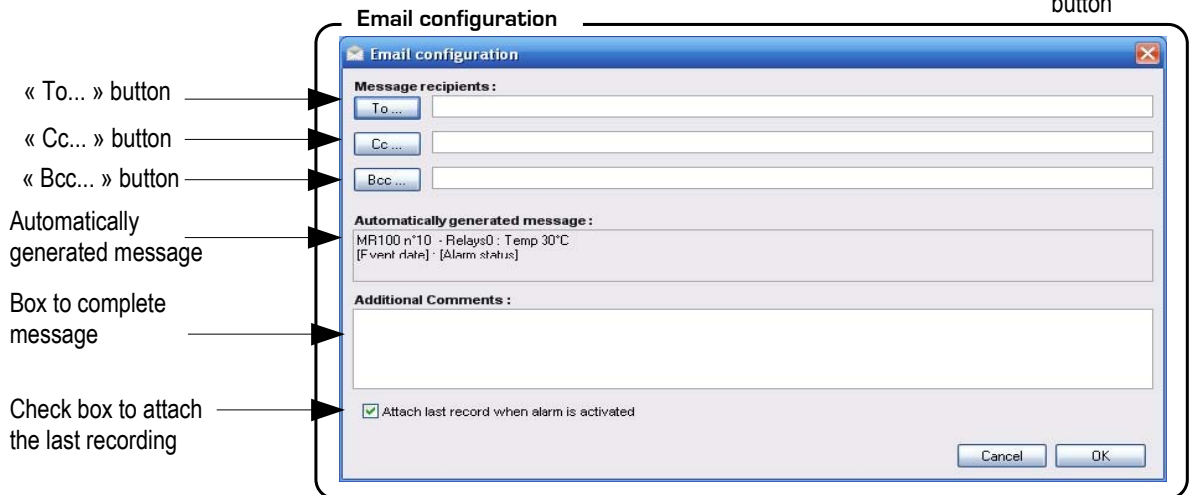 button
Email configuration
Email configuration
« To... » button
« Cc... » button
« Bcc... » button
Automatically
generated message
Box to complete
message
Check box to attach
the last recording
Message recipients :
To ...
Cc ...
Bcc ...
Automatically generated message :
MR100 n°10 - Relays0 : Temp 30°C
[Event date] : [Alarm status]
Additional Comments :
Attach last record when alarm is activated
Cancel
OK